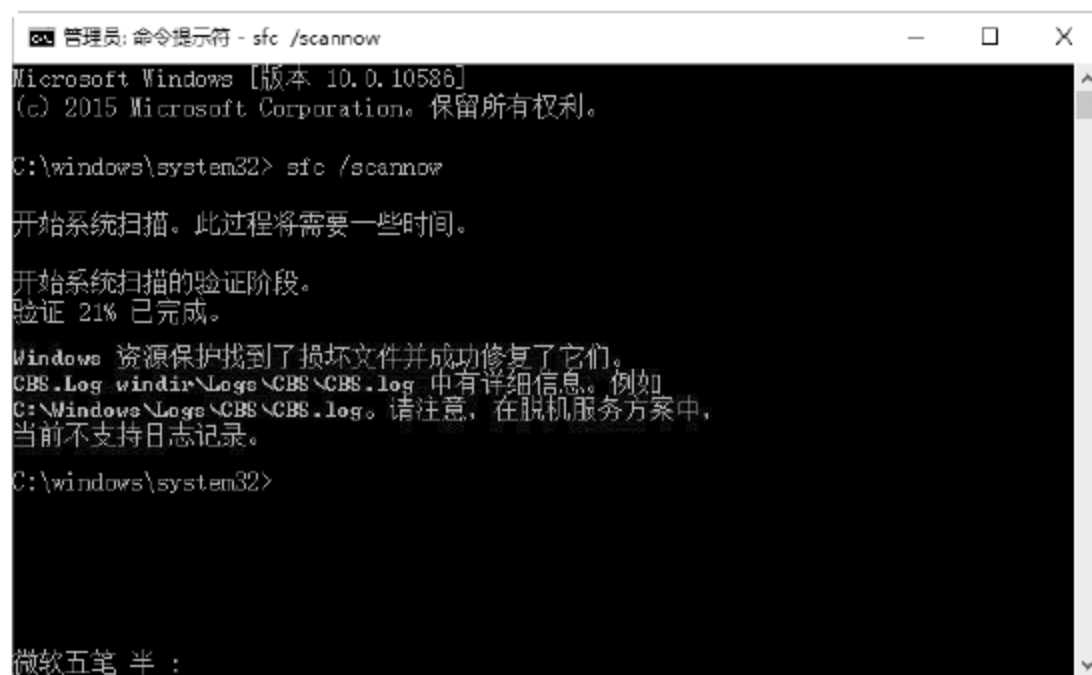 管理员: 命令提示符 - sfc /scannow
Microsoft Windows [版本 10.0.10586]
(c) 2015 Microsoft Corporation。保留所有权利。
C:\windows\system32> sfc /scannow
开始系统扫描。此过程将需要一些时间。
开始系统扫描的验证阶段。
验证 21% 已完成。
Windows 资源保护找到了损坏文件并成功修复了它们。
CBS.Log windir\Logs\CBS\CBS.log 中有详细信息。例如
C:\Windows\Logs\CBS\CBS.log。请注意，在脱机服务方案中，
当前不支持日志记录。
C:\windows\system32>
微软五笔 半 :